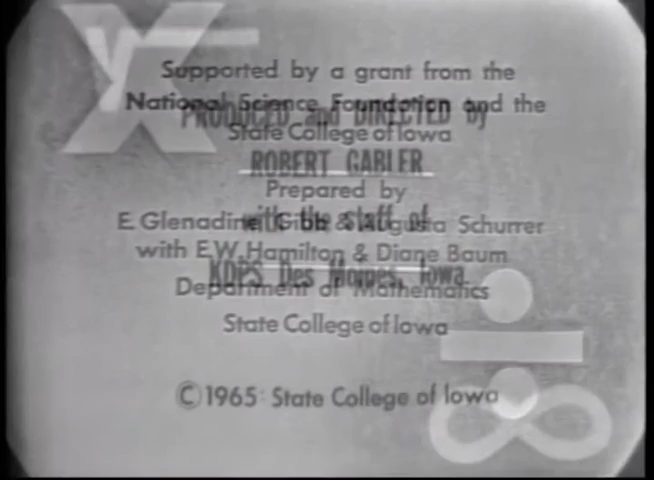 Supported by a grant from the
National Science Foundation and the
PRODUCED and DIRECTED by
State College of Iowa
ROBERT GABLER
Prepared by
with the staff of
E. Glenadine Gibb & Augusta Schurrer
with E.W. Hamilton & Diane Baum
KDPS Des Moines, Iowa
Department of Mathematics
State College of Iowa
©1965 State College of Iowa